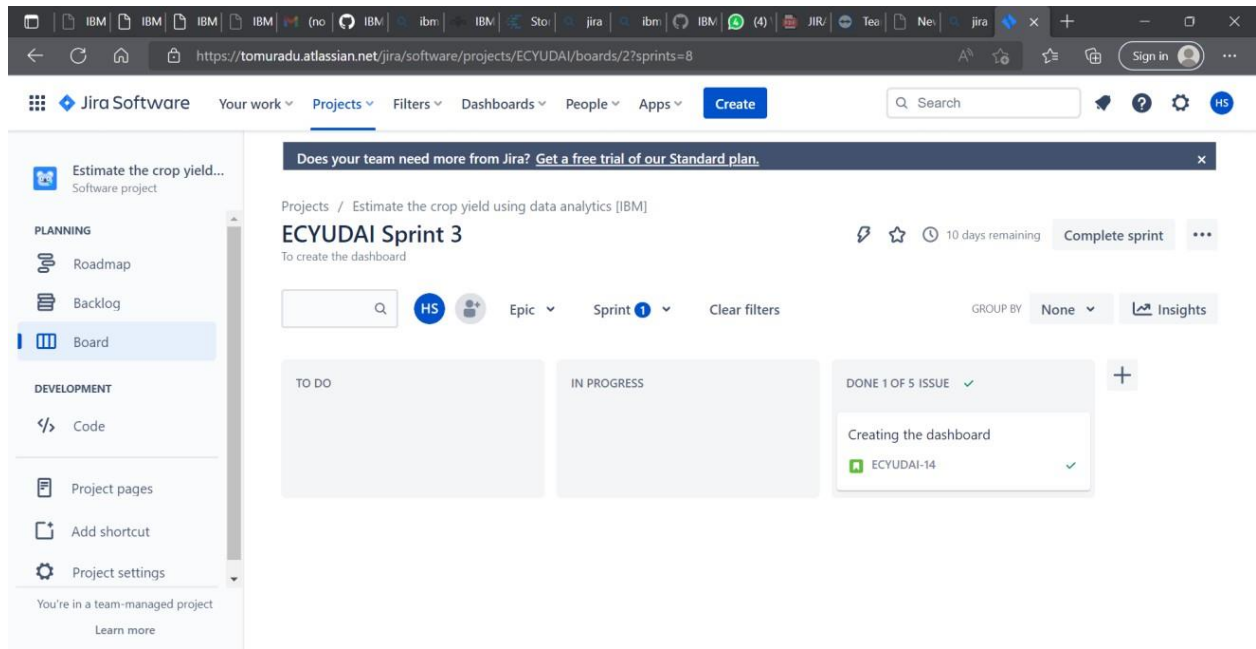 IBM IBM IBM IBM (no IBM ibm IBM Sto jira ibm IBM (4) JIR/ Tea Nev jira
https://tomuradu.atlassian.net/jira/software/projects/ECYUDAI/boards/2?sprints=8 Sign in
Jira Software Your work Projects Filters Dashboards People Apps Create Search HS
Does your team need more from Jira? Get a free trial of our Standard plan.
Estimate the crop yield...
Software project
PLANNING
Roadmap
Backlog
Board
DEVELOPMENT
Code
Project pages
Add shortcut
Project settings
You're in a team-managed project
Learn more
Projects / Estimate the crop yield using data analytics [IBM]
ECYUDAI Sprint 3
To create the dashboard
10 days remaining Complete sprint
HS Epic Sprint 1 Clear filters GROUP BY None Insights
TO DO IN PROGRESS DONE 1 OF 5 ISSUE
Creating the dashboard
ECYUDAI-14